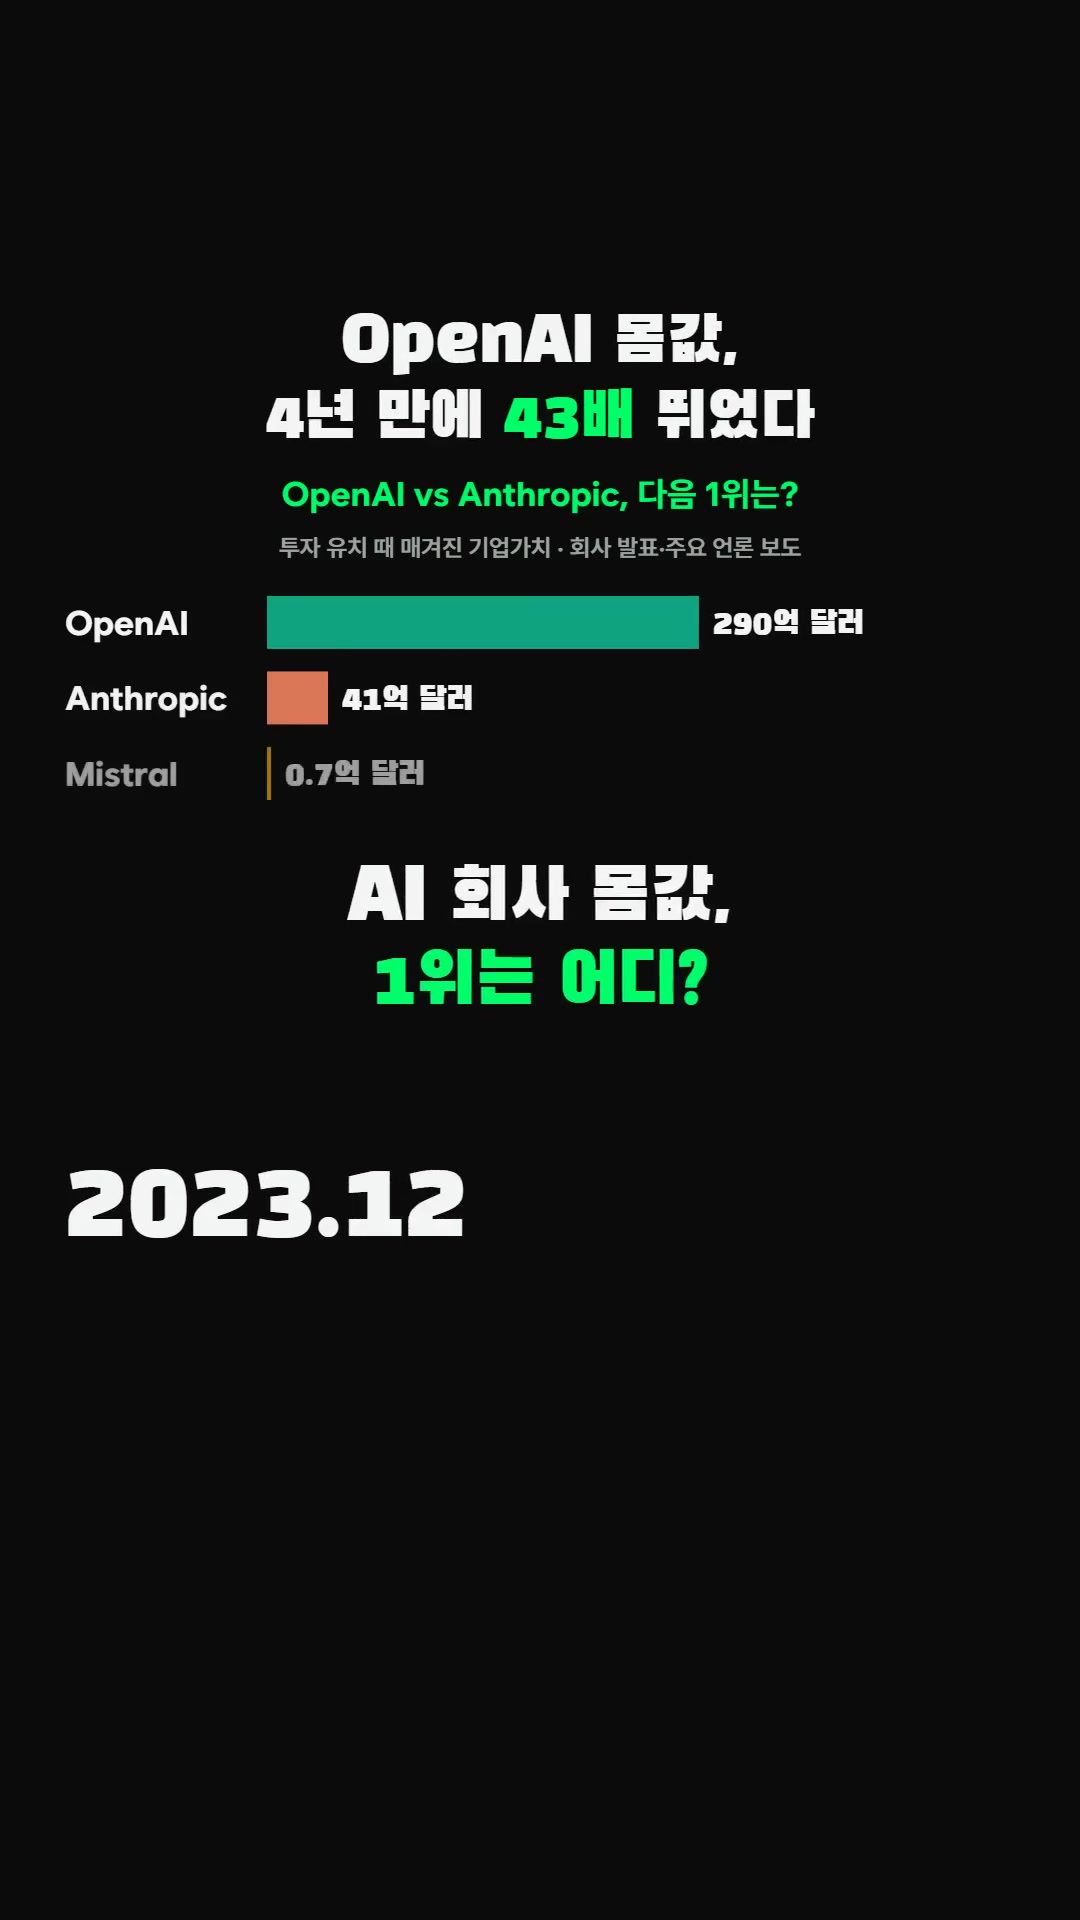 OpenAI 몸값,
4년 만에 43배 뛰었다
OpenAI vs Anthropic, 다음 1위는?
투자 유치 때 매겨진 기업가치 · 회사 발표·주요 언론 보도
OpenAI 290억 달러
Anthropic 41억 달러
Mistral 0.7억 달러
AI 회사 몸값,
1위는 어디?
2023.12